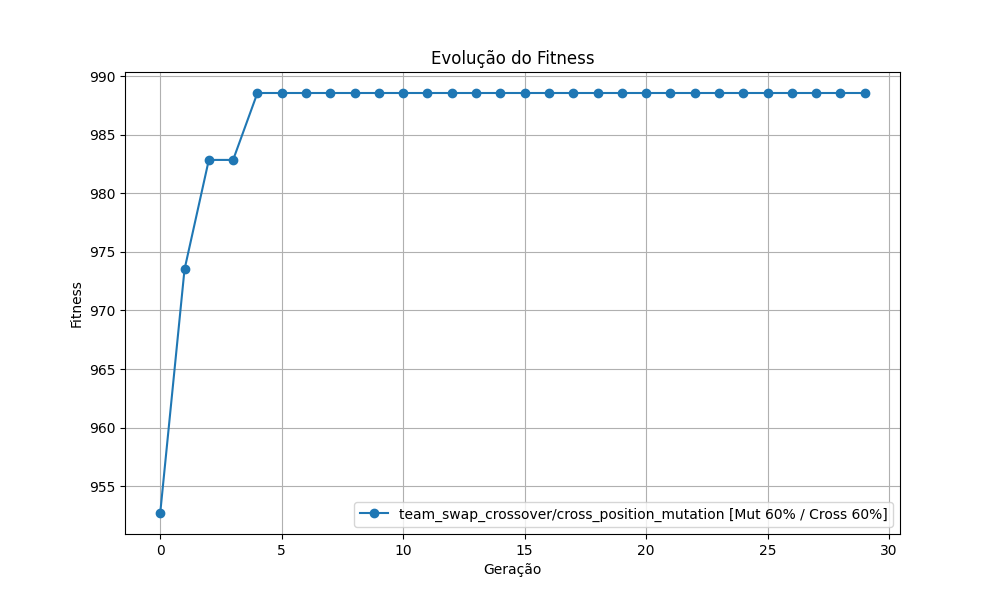 Evolução do Fitness
Fitness
990
985
980
975
970
965
960
955
0 5 10 15 20 25 30
Geração
team_swap_crossover/cross_position_mutation [Mut 60% / Cross 60%]